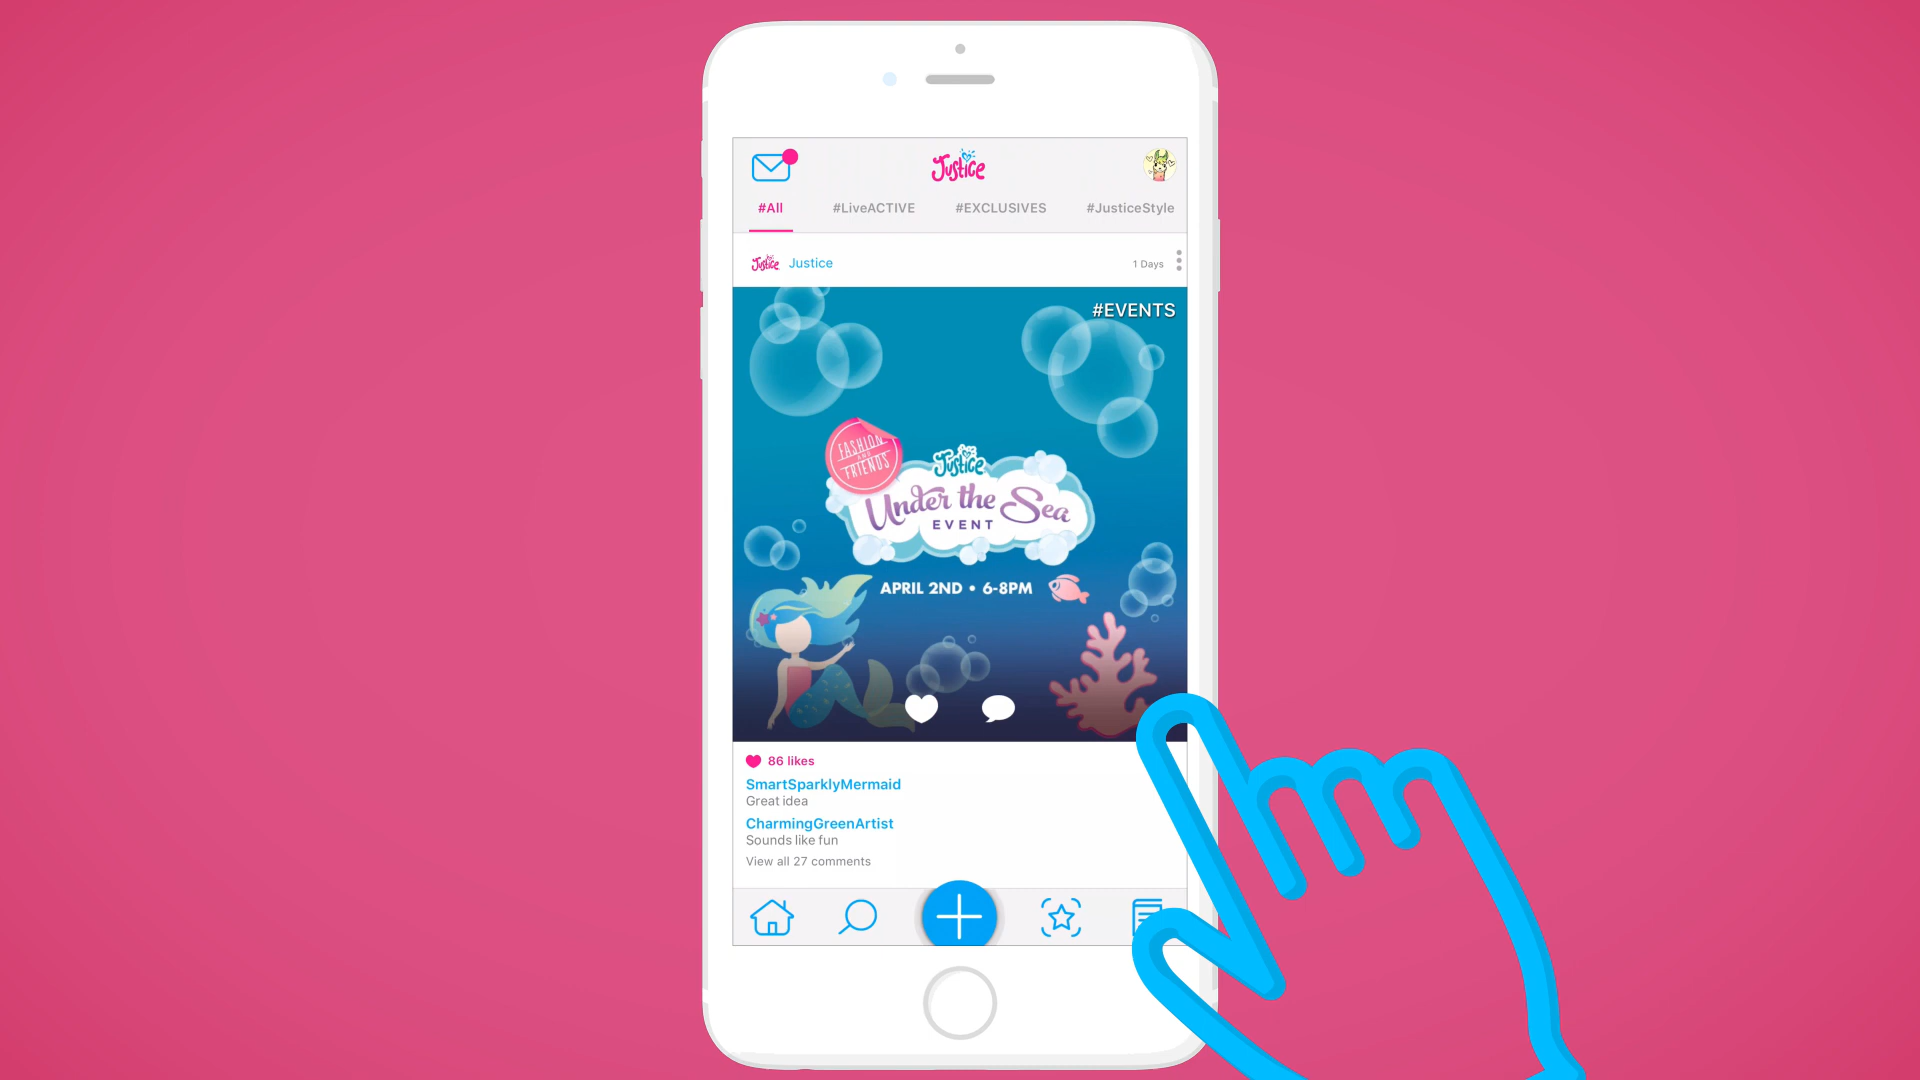 Justice
#All #LiveACTIVE #EXCLUSIVES #JusticeStyle
Justice Justice 1 Days
#EVENTS
FASHION
AND
FRIENDS
Justice
Under the Sea
EVENT
APRIL 2ND • 6-8PM
86 likes
SmartSparklyMermaid
Great idea
CharmingGreenArtist
Sounds like fun
View all 27 comments